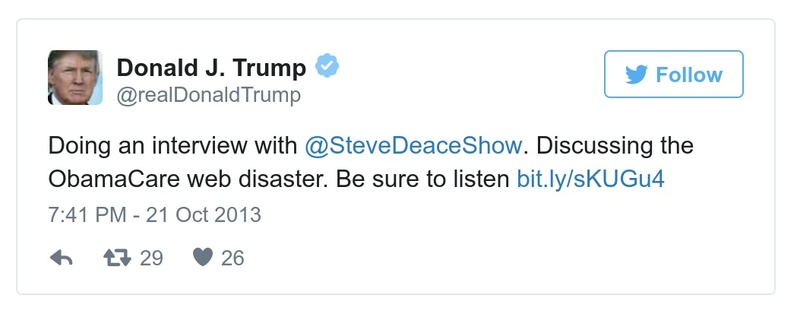 Donald J. Trump
@realDonaldTrump
Follow
Doing an interview with @SteveDeaceShow. Discussing the
ObamaCare web disaster. Be sure to listen bit.ly/sKUGu4
7:41 PM - 21 Oct 2013
29 26